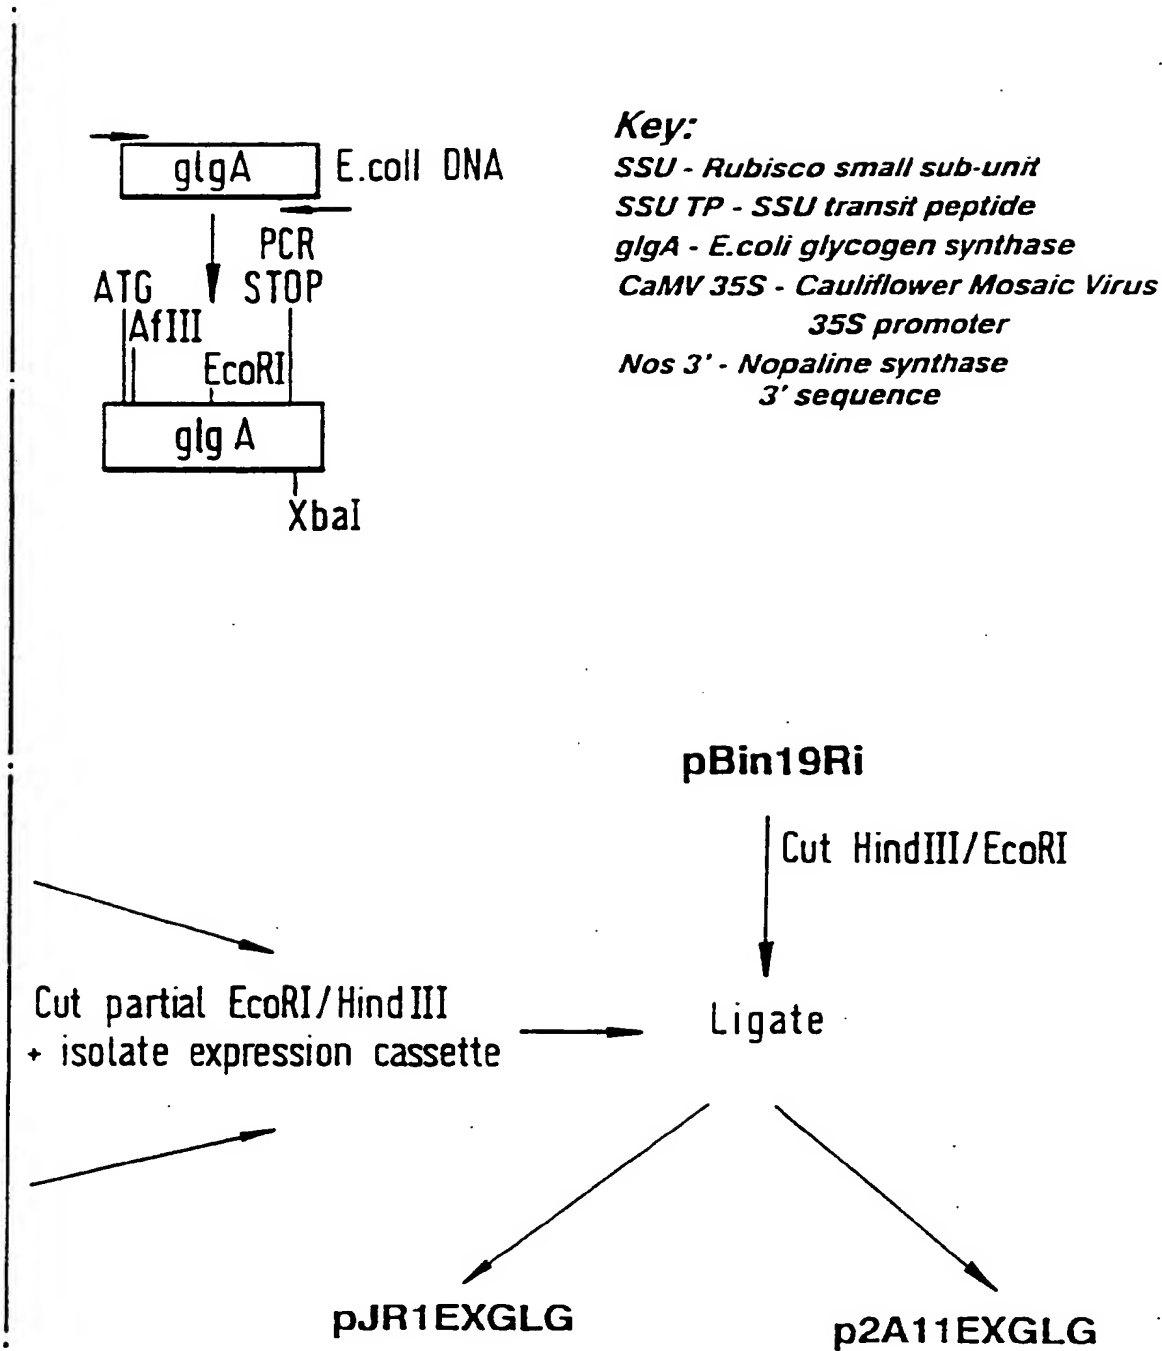 glgA
E.coll DNA
PCR
ATG
STOP
AflII
EcoRI
glg A
XbaI
Key:
SSU - Rubisco small sub-unit
SSU TP - SSU transit peptide
glgA - E.coli glycogen synthase
CaMV 35S - Cauliflower Mosaic Virus
35S promoter
Nos 3' - Nopaline synthase
3' sequence
pBin19Ri
Cut HindIII/EcoRI
Cut partial EcoRI/HindIII
+ isolate expression cassette
Ligate
pJR1EXGLG
p2A11EXGLG